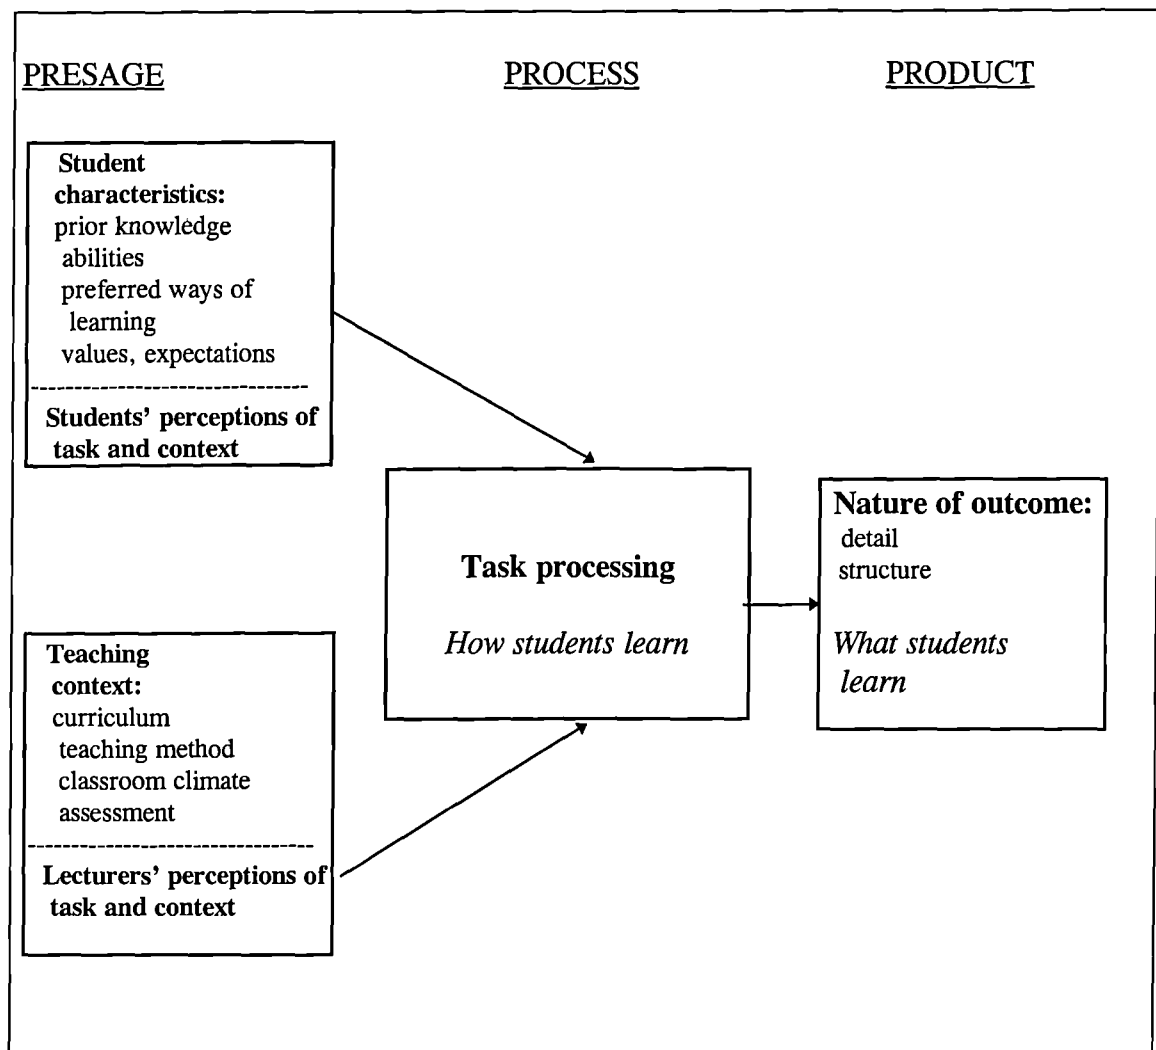 PRESAGE
PROCESS
PRODUCT
Student
characteristics:
prior knowledge
abilities
preferred ways of
learning
values, expectations
Students' perceptions of
task and context
Task processing
How students learn
Nature of outcome:
detail
structure
What students
learn
Teaching
context:
curriculum
teaching method
classroom climate
assessment
Lecturers' perceptions of
task and context